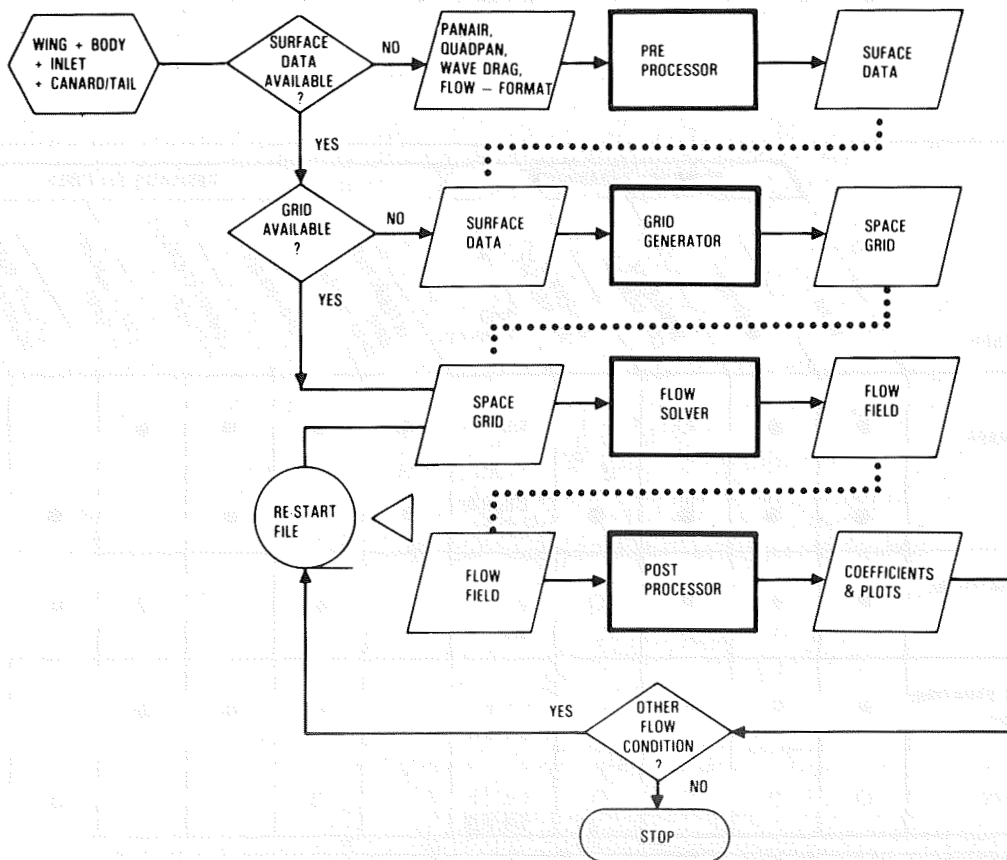 WING + BODY
+ INLET
+ CANARD/TAIL
SURFACE
DATA
AVAILABLE
?
NO
PANAIR,
QUADPAN,
WAVE DRAG,
FLOW – FORMAT
PRE
PROCESSOR
SUFACE
DATA
YES
GRID
AVAILABLE
?
NO
SURFACE
DATA
GRID
GENERATOR
SPACE
GRID
YES
SPACE
GRID
FLOW
SOLVER
FLOW
FIELD
RE-START
FILE
FLOW
FIELD
POST
PROCESSOR
COEFFICIENTS
& PLOTS
YES
OTHER
FLOW
CONDITION
?
NO
STOP